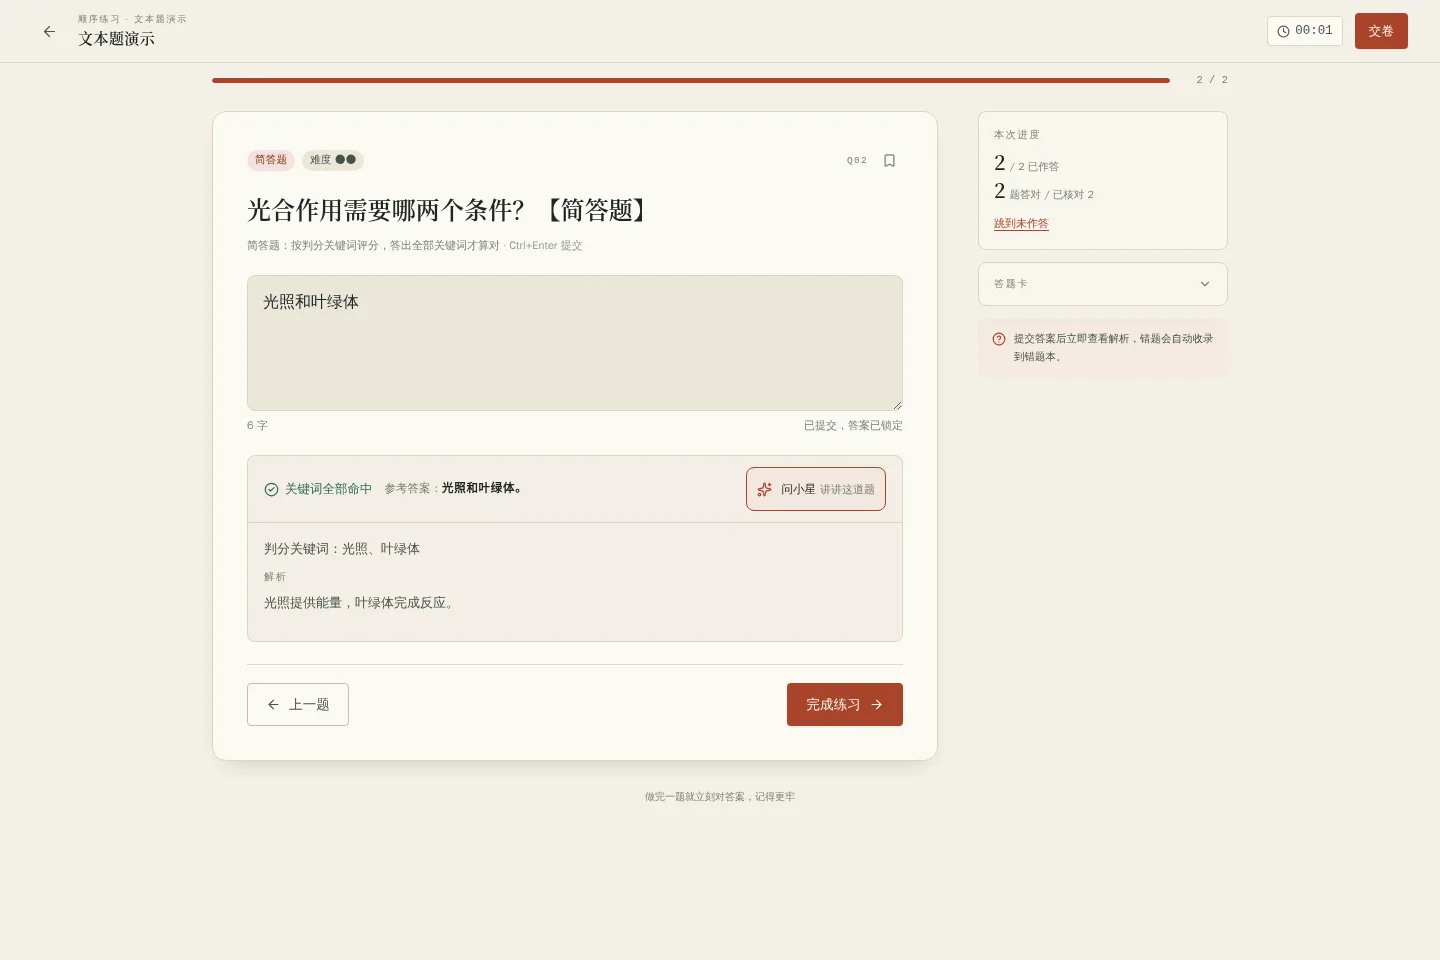 顺序练习 · 文本题演示
文本题演示
00:01
交卷
2 / 2
简答题
难度 ●●
Q02
光合作用需要哪两个条件？【简答题】
简答题：按判分关键词评分，答出全部关键词才算对 · Ctrl+Enter 提交
光照和叶绿体
6 字
已提交，答案已锁定
关键词全部命中
参考答案：光照和叶绿体。
问小星 讲讲这道题
判分关键词：光照、叶绿体
解析
光照提供能量，叶绿体完成反应。
上一题
完成练习
本次进度
2 / 2 已作答
2 题答对 / 已核对 2
跳到未作答
答题卡
提交答案后立即查看解析，错题会自动收录
到错题本。
做完一题就立刻对答案，记得更牢